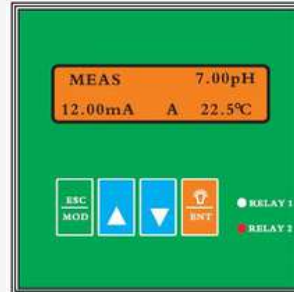 MEAS 7.00pH
12.00mA A 22.5℃
ESC
MOD
ENT
RELAY 1
RELAY 2